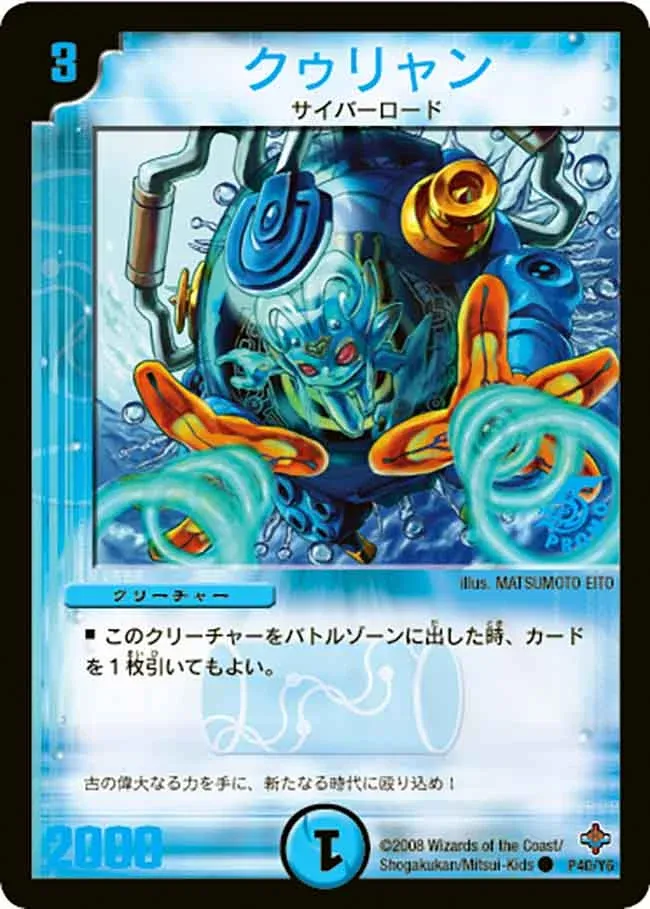 3
クゥリャン
サイバーロード
PROMO
illus. MATSUMOTO EITO
クリーチャー
■ このクリーチャーをバトルゾーンに出した時、カード
を1枚引いてもよい。
古の偉大なる力を手に、新たなる時代に殴り込め！
2000
1
©2008 Wizards of the Coast/
Shogakukan/Mitsui-Kids
P40/Y6